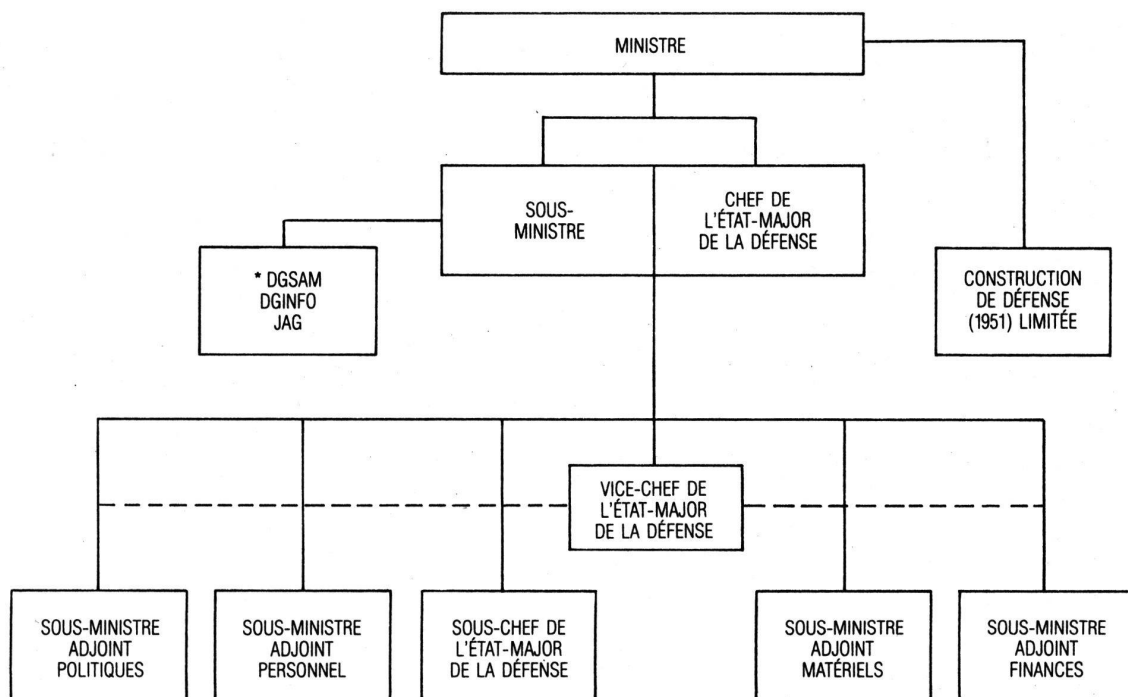 MINISTRE
SOUS-
MINISTRE
CHEF DE
L'ÉTAT-MAJOR
DE LA DÉFENSE
* DGSAM
DGINFO
JAG
CONSTRUCTION
DE DÉFENSE
(1951) LIMITÉE
VICE-CHEF DE
L'ÉTAT-MAJOR
DE LA DÉFENSE
SOUS-MINISTRE
ADJOINT
POLITIQUES
SOUS-MINISTRE
ADJOINT
PERSONNEL
SOUS-CHEF DE
L'ÉTAT-MAJOR
DE LA DÉFENSE
SOUS-MINISTRE
ADJOINT
MATÉRIELS
SOUS-MINISTRE
ADJOINT
FINANCES